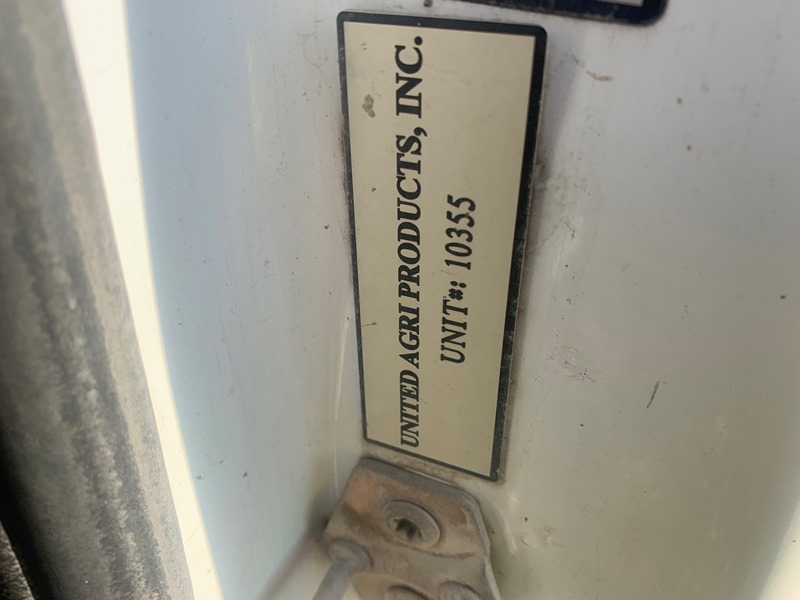 UNITED AGRI PRODUCTS, INC.
UNIT#: 10355